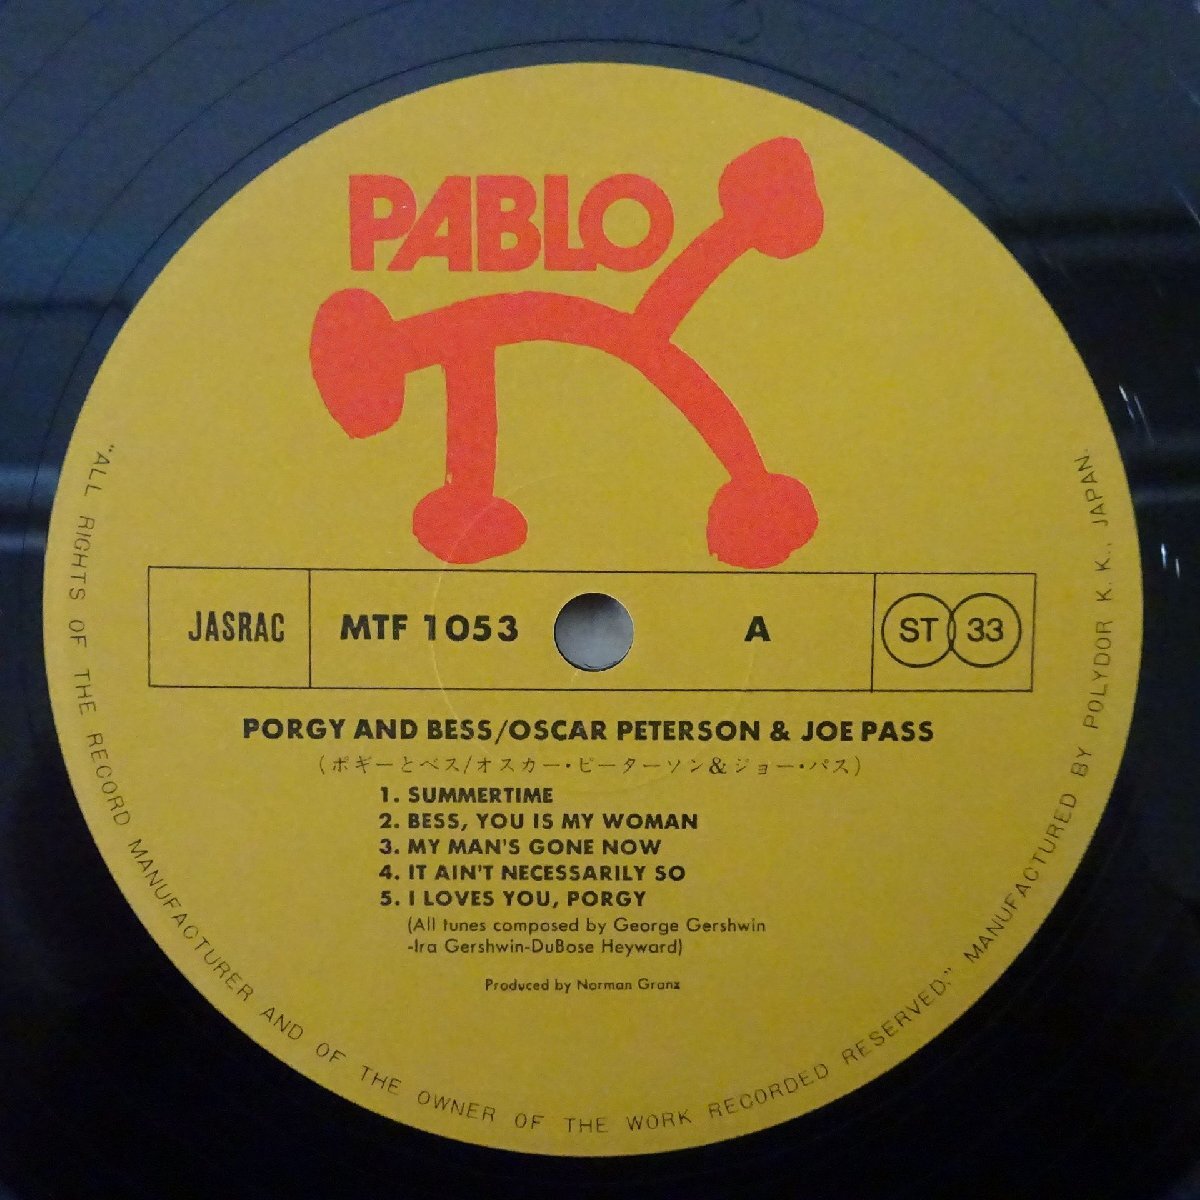 PABLO
JASRAC
MTF 1053
A
ST 33
PORGY AND BESS/OSCAR PETERSON & JOE PASS
(ポギーとベス/オスカー・ピーターソン&ジョー・パス)
1. SUMMERTIME
2. BESS, YOU IS MY WOMAN
3. MY MAN'S GONE NOW
4. IT AIN'T NECESSARILY SO
5. I LOVES YOU, PORGY
(All tunes composed by George Gershwin
-Ira Gershwin-DuBose Heyward)
Produced by Norman Granz
"ALL RIGHTS OF THE RECORD MANUFACTURER AND OF THE OWNER OF THE WORK RECORDED RESERVED." MANUFACTURED BY POLYDOR K. K., JAPAN.